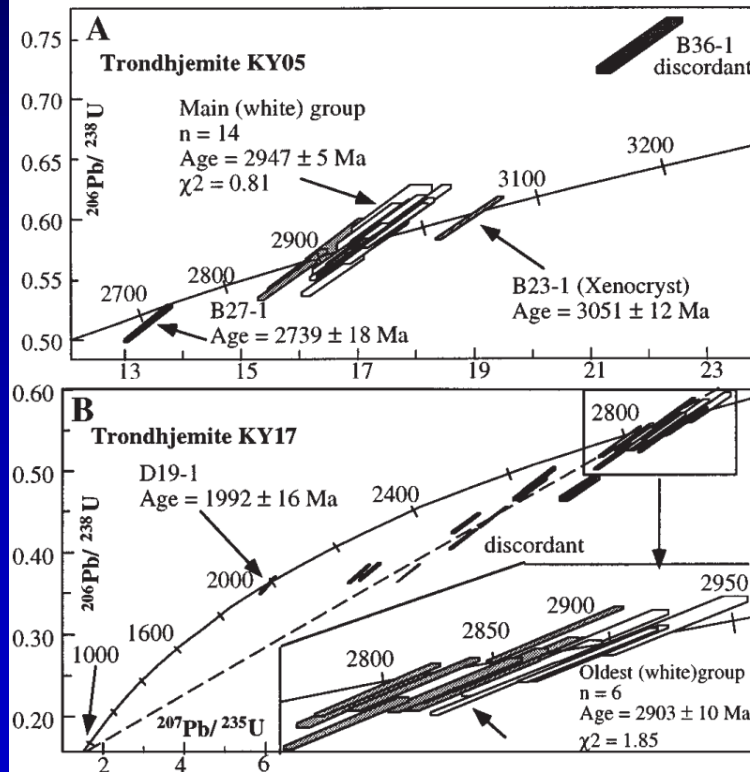 A
Trondhjemite KY05
0.75
0.70
0.65
0.60
0.55
0.50
206Pb/ 238U
Main (white) group
n = 14
Age = 2947 ± 5 Ma
χ2 = 0.81
B36-1
discordant
3200
3100
2900
2800
2700
B27-1
Age = 2739 ± 18 Ma
B23-1 (Xenocryst)
Age = 3051 ± 12 Ma
13 15 17 19 21 23
B
Trondhjemite KY17
0.60
0.50
0.40
0.30
0.20
206Pb/ 238U
D19-1
Age = 1992 ± 16 Ma
2800
2400
2000
1600
1000
discordant
2950
2900
2850
2800
Oldest (white)group
n = 6
Age = 2903 ± 10 Ma
χ2 = 1.85
207Pb/ 235U
2 4 6